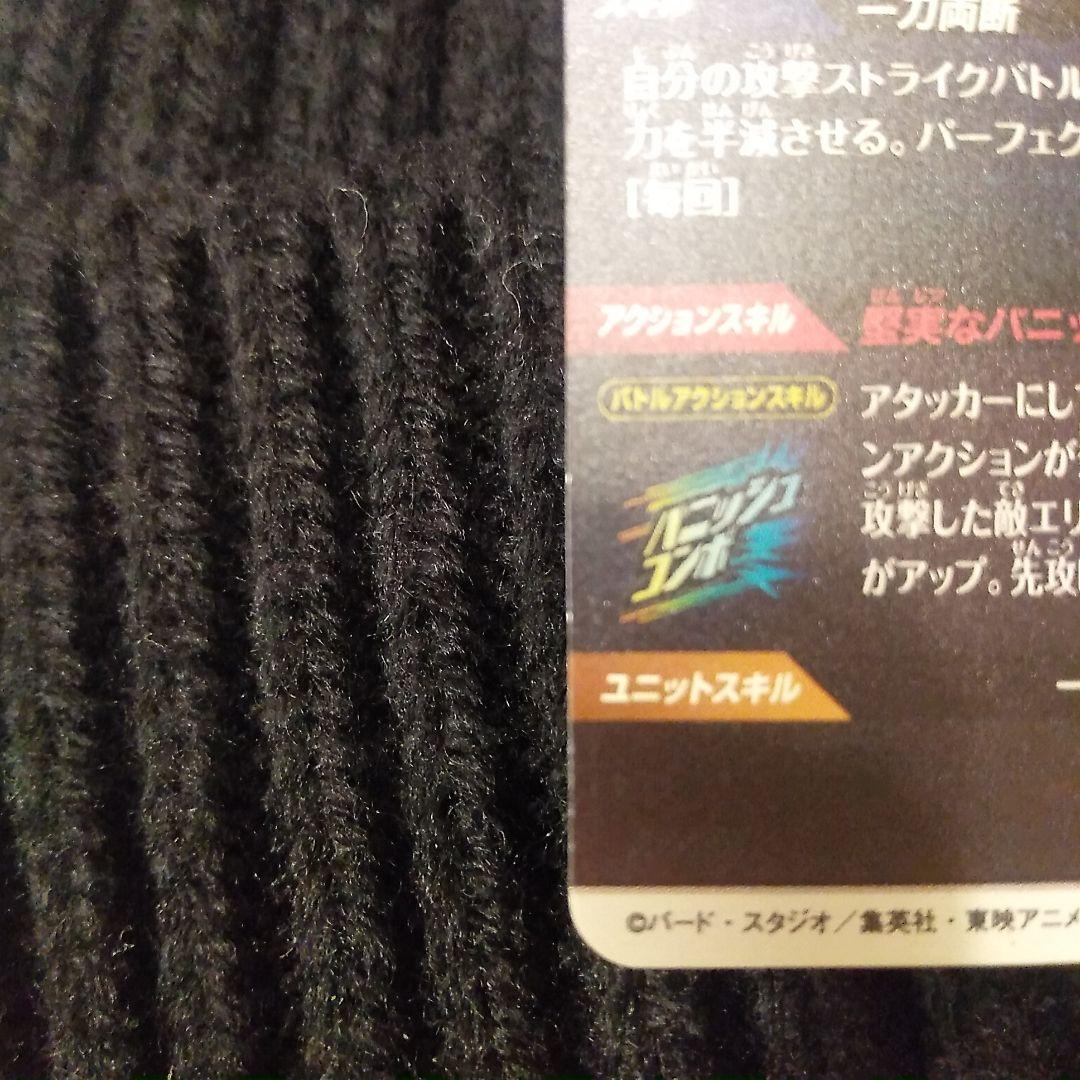 スキル 一刀両断
自分の攻撃ストライクバトル
力を半減させる。パーフェク
[毎回]
アクションスキル 堅実なバニッ
バトルアクションスキル アタッカーにし
ンアクションが
バニッシュ
コンボ
攻撃した敵エリ
がアップ。先攻
ユニットスキル
©バード・スタジオ／集英社・東映アニメ